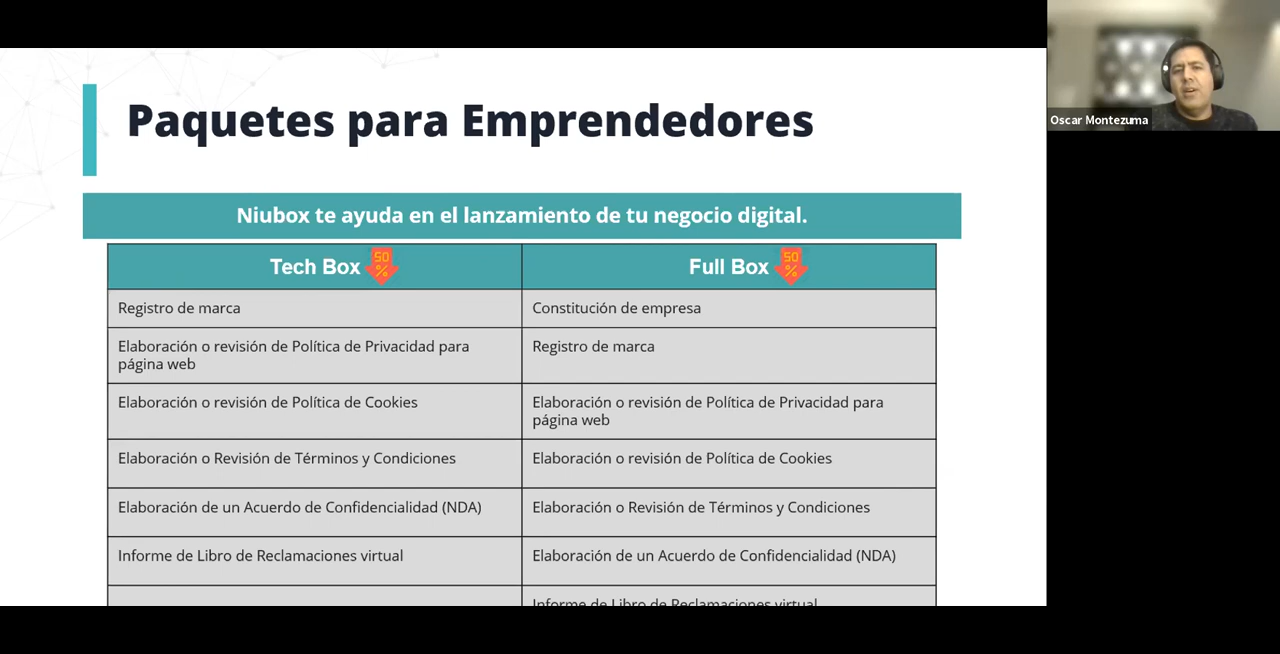 Paquetes para Emprendedores
Oscar Montezuma
Niubox te ayuda en el lanzamiento de tu negocio digital.
Tech Box 50 %
Full Box 50 %
Registro de marca
Constitución de empresa
Elaboración o revisión de Política de Privacidad para
página web
Registro de marca
Elaboración o revisión de Política de Cookies
Elaboración o revisión de Política de Privacidad para
página web
Elaboración o Revisión de Términos y Condiciones
Elaboración o revisión de Política de Cookies
Elaboración de un Acuerdo de Confidencialidad (NDA)
Elaboración o Revisión de Términos y Condiciones
Informe de Libro de Reclamaciones virtual
Elaboración de un Acuerdo de Confidencialidad (NDA)
Informe de Libro de Reclamaciones virtual